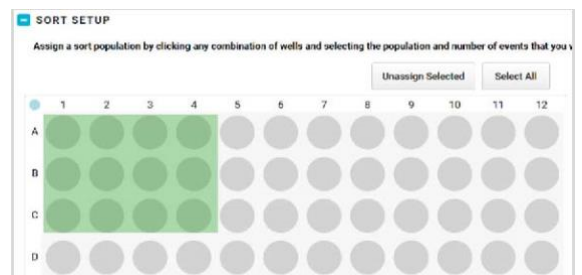 SORT SETUP
Assign a sort population by clicking any combination of wells and selecting the population and number of events that you
Unassign Selected Select All
1 2 3 4 5 6 7 8 9 10 11 12
A
B
C
D